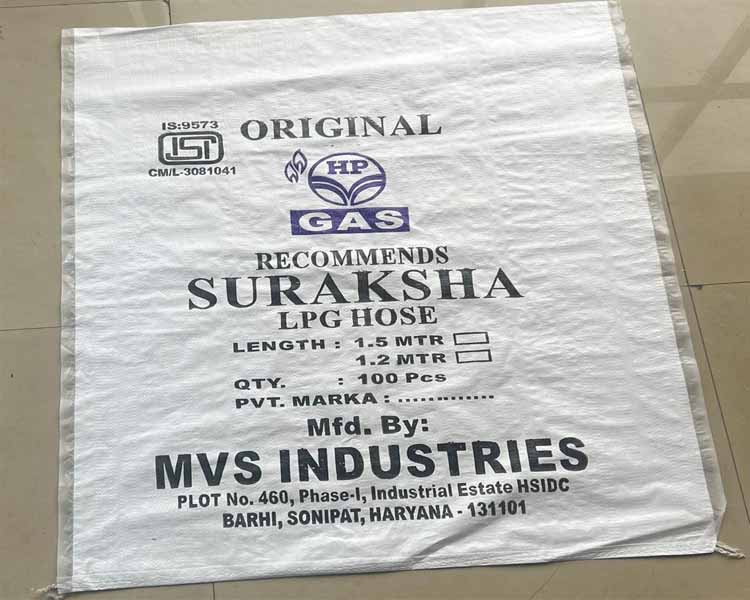 IS:9573
ISI
CM/L-3081041
ORIGINAL
HP
GAS
RECOMMENDS
SURAKSHA
LPG HOSE
LENGTH : 1.5 MTR
1.2 MTR
QTY. : 100 Pcs
PVT. MARKA : .............
Mfd. By:
MVS INDUSTRIES
PLOT No. 460, Phase-I, Industrial Estate HSIDC
BARHI, SONIPAT, HARYANA - 131101